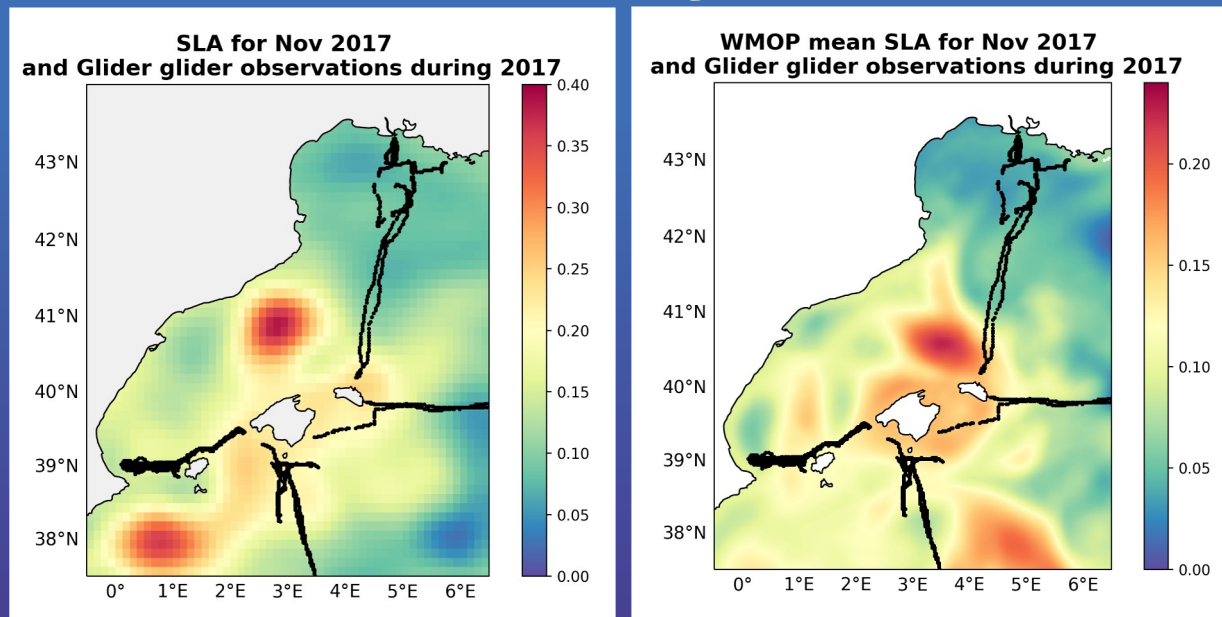 SLA for Nov 2017
and Glider glider observations during 2017
43°N
42°N
41°N
40°N
39°N
38°N
0°
1°E
2°E
3°E
4°E
5°E
6°E
0.40
0.35
0.30
0.25
0.20
0.15
0.10
0.05
0.00
WMOP mean SLA for Nov 2017
and Glider glider observations during 2017
43°N
42°N
41°N
40°N
39°N
38°N
0°
1°E
2°E
3°E
4°E
5°E
6°E
0.20
0.15
0.10
0.05
0.00